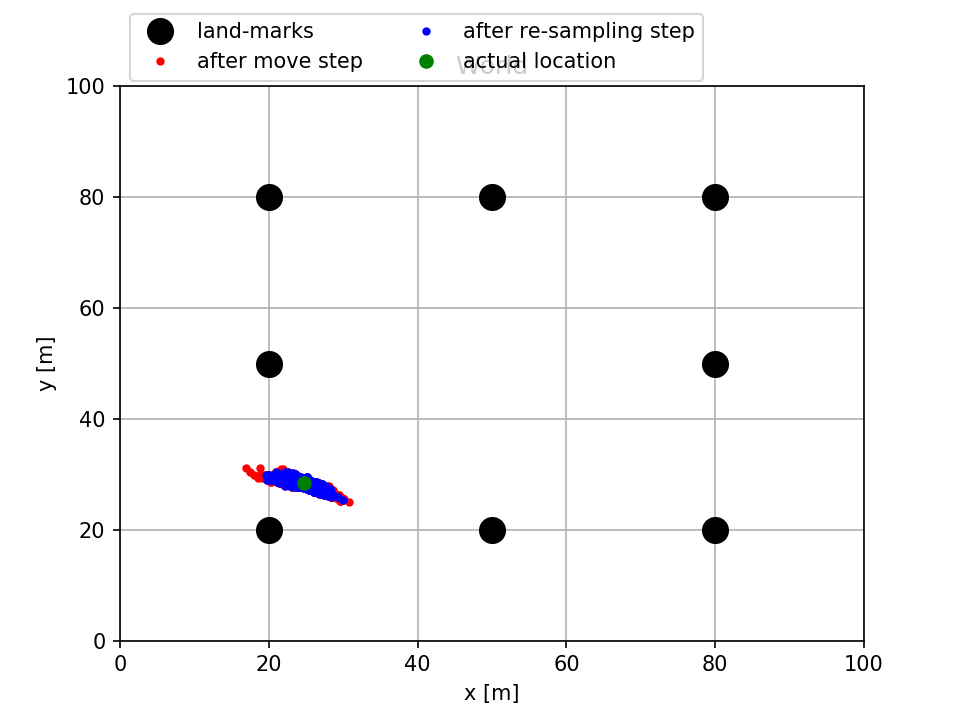 land-marks
after move step
after re-sampling step
actual location
World
100
80
60
40
20
0
y [m]
0 20 40 60 80 100
x [m]